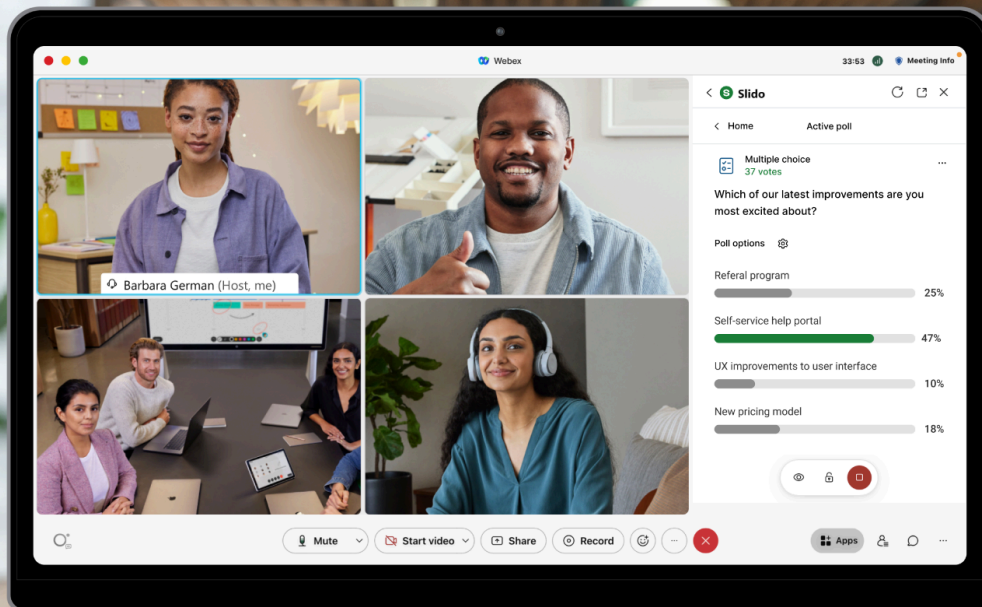 Webex
33:53
Meeting Info
S Slido
Home
Active poll
Multiple choice
37 votes
Which of our latest improvements are you
most excited about?
Poll options
Referal program
25%
Self-service help portal
47%
UX improvements to user interface
10%
New pricing model
18%
Barbara German (Host, me)
Mute
Start video
Share
Record
Apps